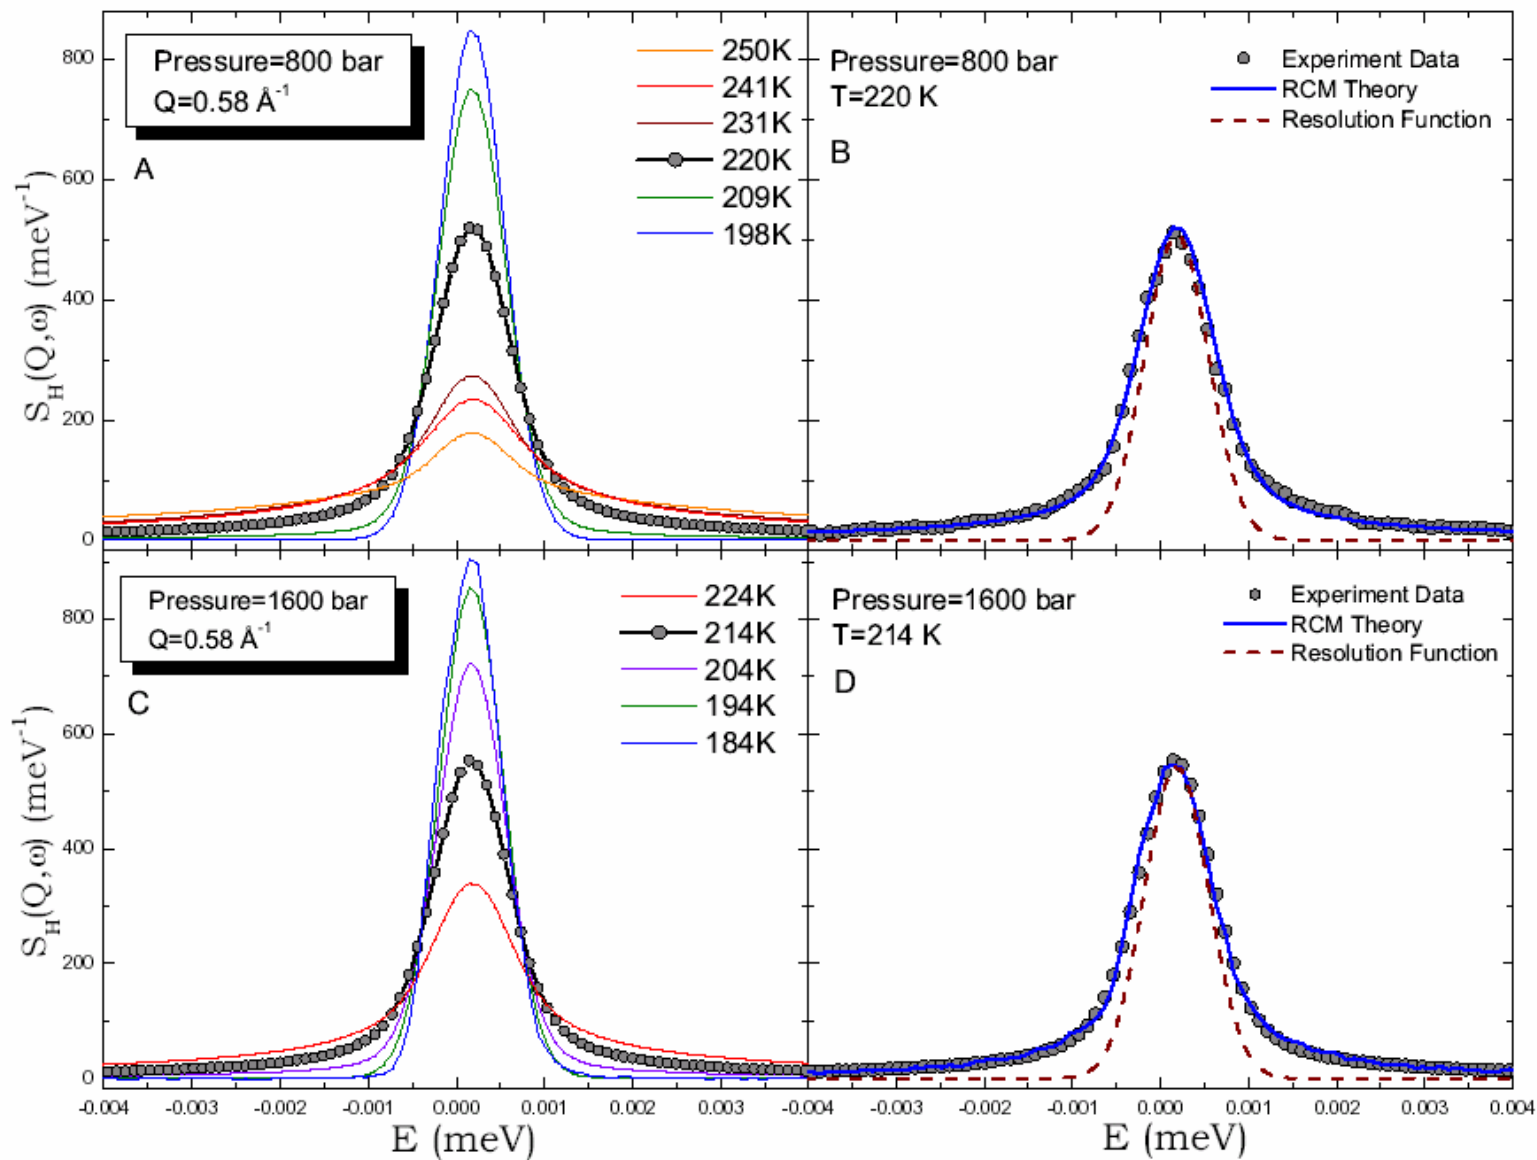 Pressure=800 bar
Q=0.58 Å⁻¹
A
250K
241K
231K
220K
209K
198K
S_H(Q,ω) (meV⁻¹)
800
600
400
200
0
Pressure=800 bar
T=220 K
B
Experiment Data
RCM Theory
Resolution Function
Pressure=1600 bar
Q=0.58 Å⁻¹
C
224K
214K
204K
194K
184K
S_H(Q,ω) (meV⁻¹)
800
600
400
200
0
-0.004 -0.003 -0.002 -0.001 0.000 0.001 0.002 0.003
E (meV)
Pressure=1600 bar
T=214 K
D
Experiment Data
RCM Theory
Resolution Function
-0.004 -0.003 -0.002 -0.001 0.000 0.001 0.002 0.003 0.004
E (meV)